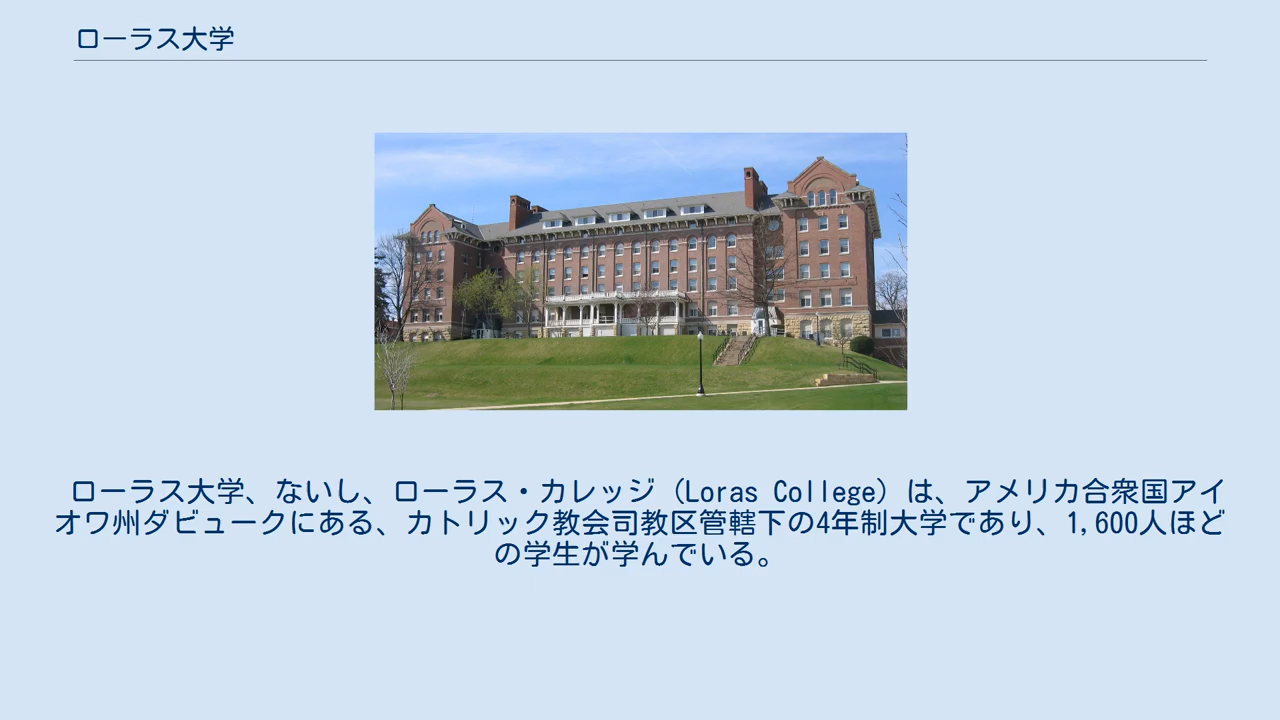 ローラス大学
ローラス大学、ないし、ローラス・カレッジ（Loras College）は、アメリカ合衆国アイ
オワ州ダビュークにある、カトリック教会司教区管轄下の4年制大学であり、1,600人ほど
の学生が学んでいる。